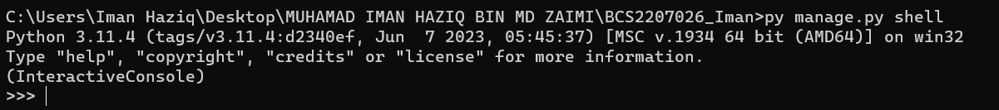 C:\Users\Iman Haziq\Desktop\MUHAMAD IMAN HAZIQ BIN MD ZAIMI\BCS2207026_Iman>py manage.py shell
Python 3.11.4 (tags/v3.11.4:d2340ef, Jun  7 2023, 05:45:37) [MSC v.1934 64 bit (AMD64)] on win32
Type "help", "copyright", "credits" or "license" for more information.
(InteractiveConsole)
>>>